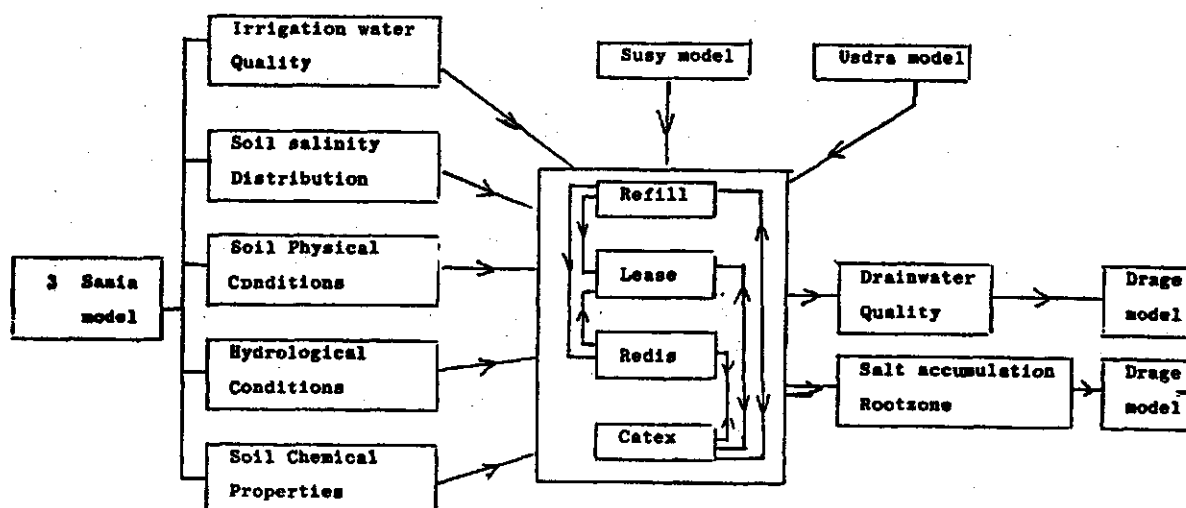 Irrigation water
Quality
Susy model
Usdra model
Soil salinity
Distribution
Refill
3 Samia
model
Soil Physical
Conditions
Lease
Drainwater
Quality
Drage
model
Hydrological
Conditions
Redis
Salt accumulation
Rootzone
Drage
model
Catex
Soil Chemical
Properties